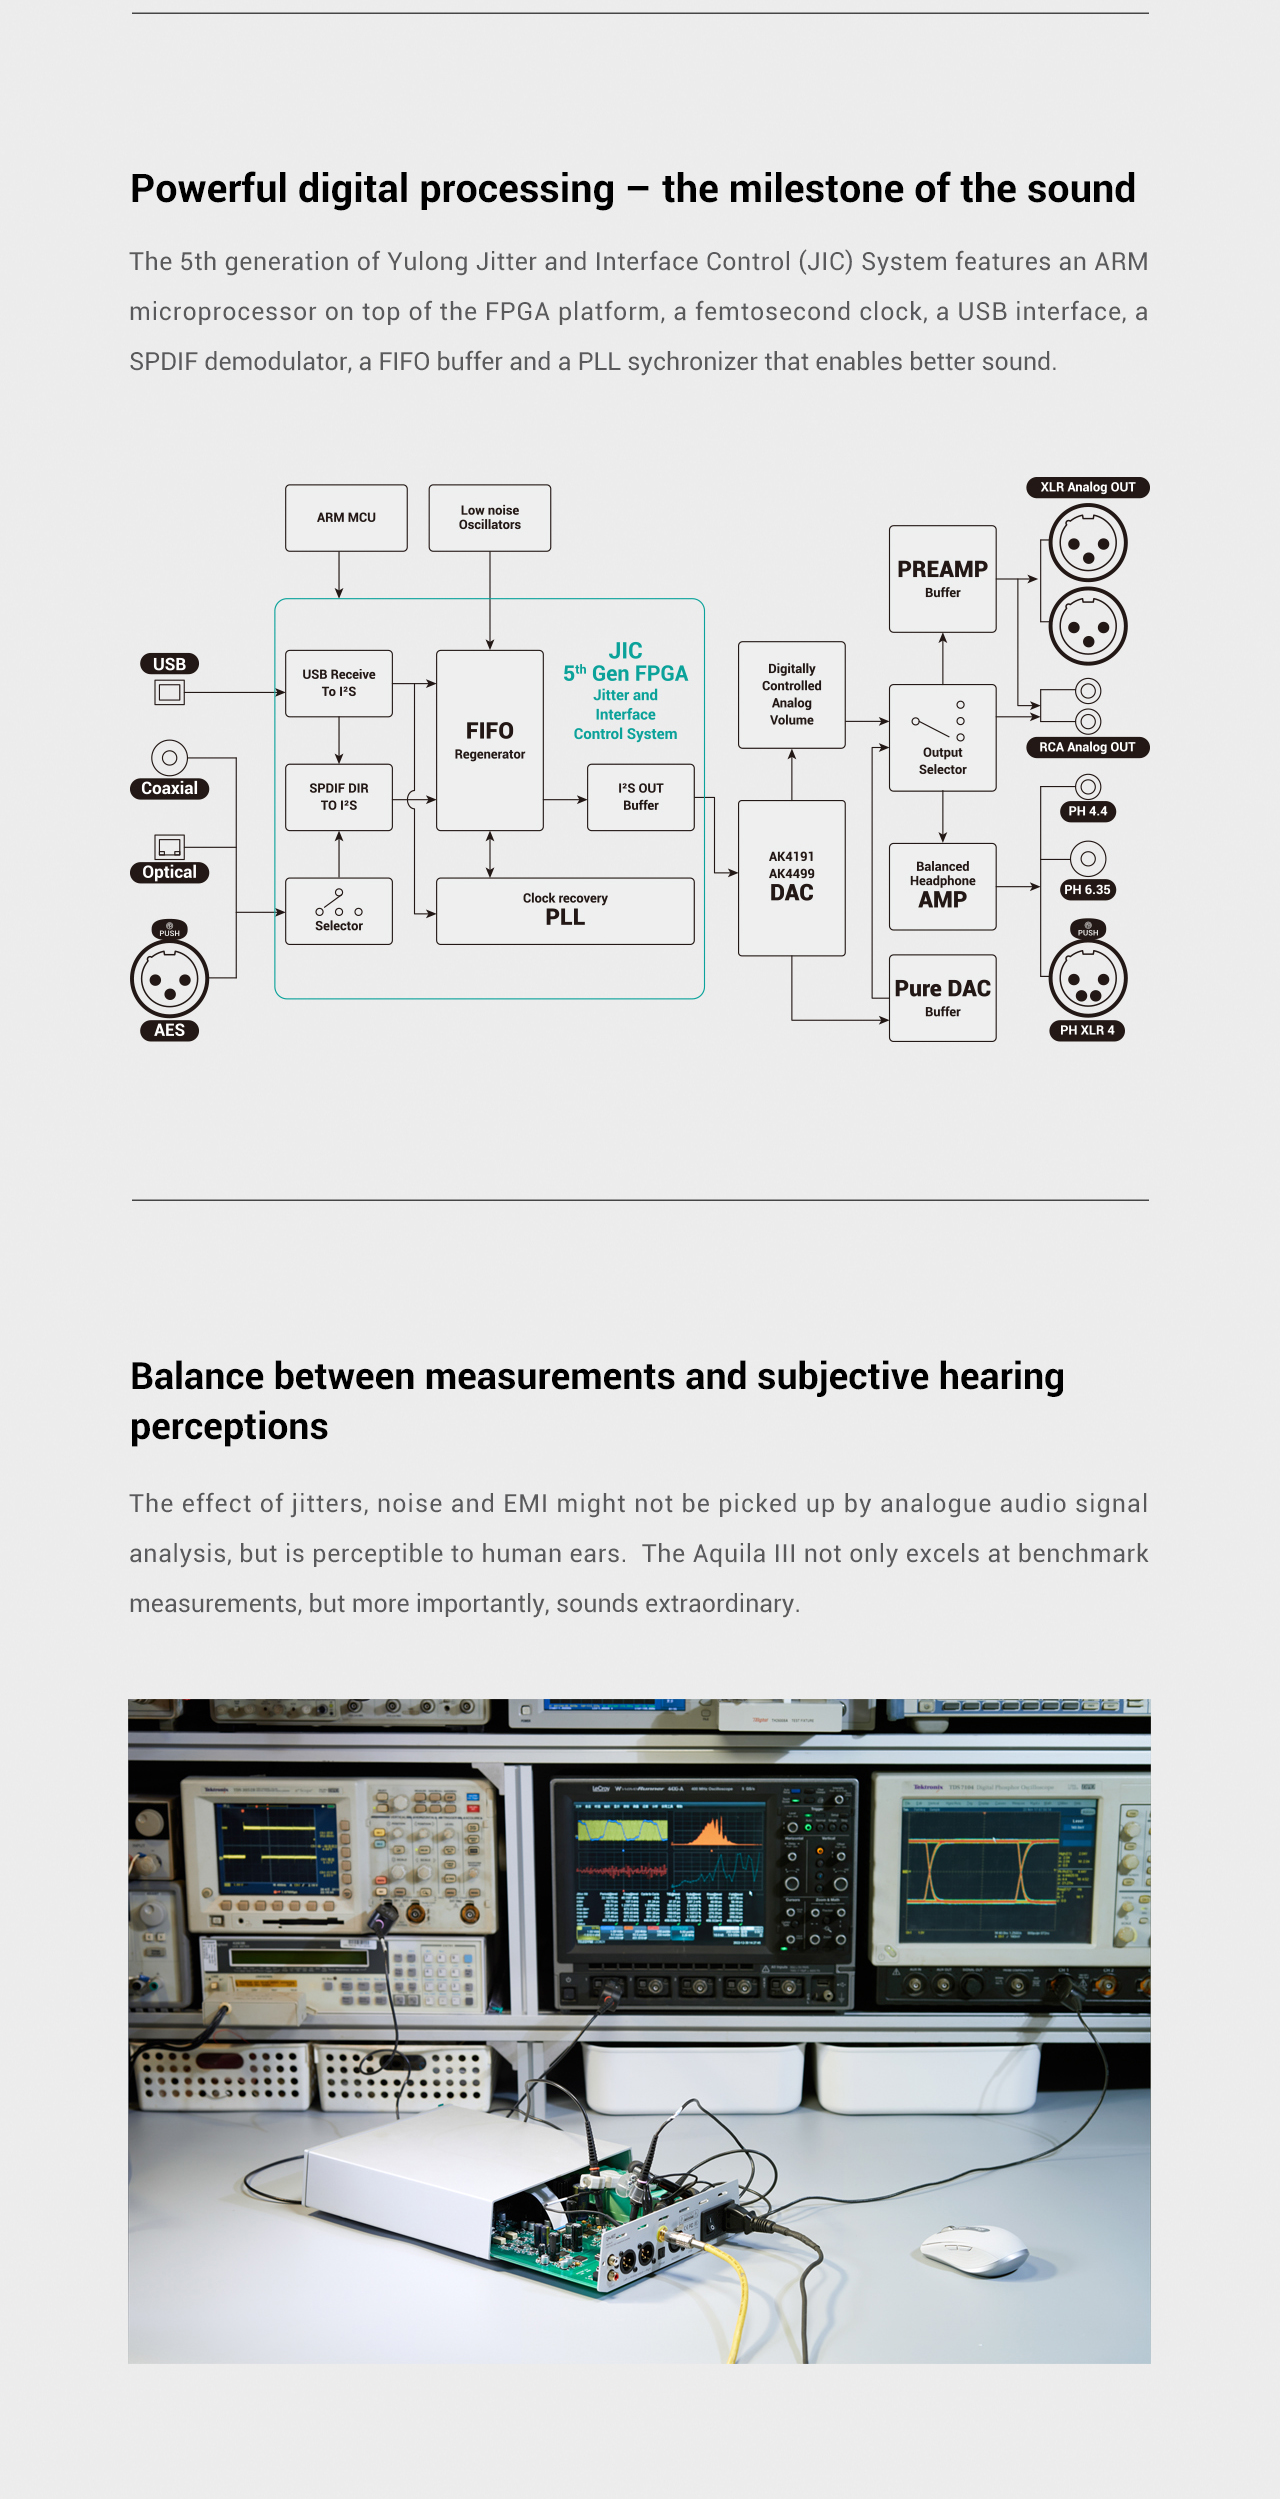 Powerful digital processing – the milestone of the sound
The 5th generation of Yulong Jitter and Interface Control (JIC) System features an ARM
microprocessor on top of the FPGA platform, a femtosecond clock, a USB interface, a
SPDIF demodulator, a FIFO buffer and a PLL sychronizer that enables better sound.
XLR Analog OUT
ARM MCU
Low noise
Oscillators
PREAMP
Buffer
USB
USB Receive
To I²S
JIC
5th Gen FPGA
Jitter and
Interface
Control System
FIFO
Regenerator
Digitally
Controlled
Analog
Volume
Output
Selector
RCA Analog OUT
Coaxial
SPDIF DIR
TO I²S
I²S OUT
Buffer
PH 4.4
Optical
AK4191
AK4499
DAC
Balanced
Headphone
AMP
PH 6.35
Selector
Clock recovery
PLL
PUSH
PUSH
AES
Pure DAC
Buffer
PH XLR 4
Balance between measurements and subjective hearing
perceptions
The effect of jitters, noise and EMI might not be picked up by analogue audio signal
analysis, but is perceptible to human ears.  The Aquila III not only excels at benchmark
measurements, but more importantly, sounds extraordinary.
Tektronix
LeCroy
Tektronix